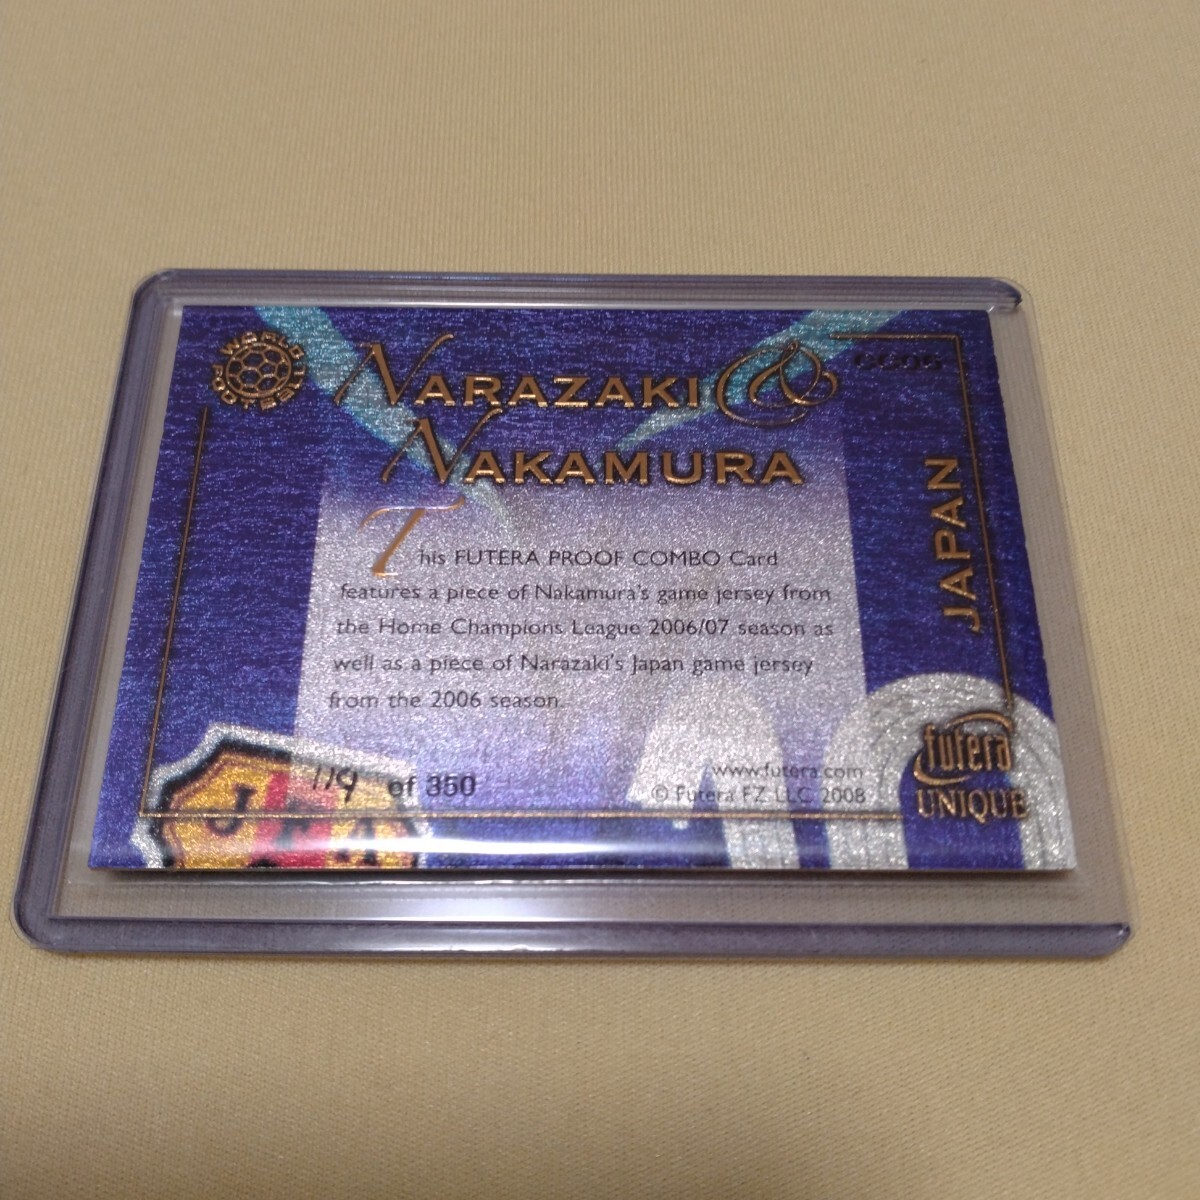 WORLD FOOTBALL
NARAZAKI &
NAKAMURA
CC06
JAPAN
This FUTERA PROOF COMBO Card
features a piece of Nakamura's game jersey from
the Home Champions League 2006/07 season as
well as a piece of Narazaki's Japan game jersey
from the 2006 season.
119 of 350
www.futera.com
© Futera FZ LLC 2008
futera
UNIQUE
JFA